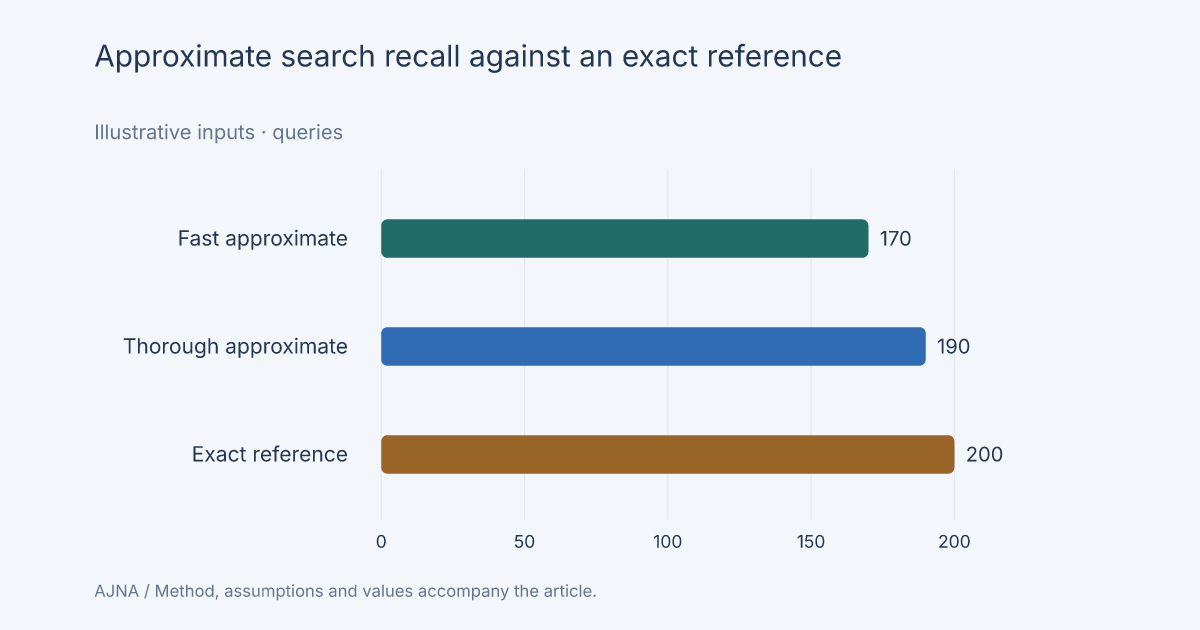 Approximate search recall against an exact reference
Illustrative inputs · queries
Fast approximate 170
Thorough approximate 190
Exact reference 200
0 50 100 150 200
AJNA / Method, assumptions and values accompany the article.